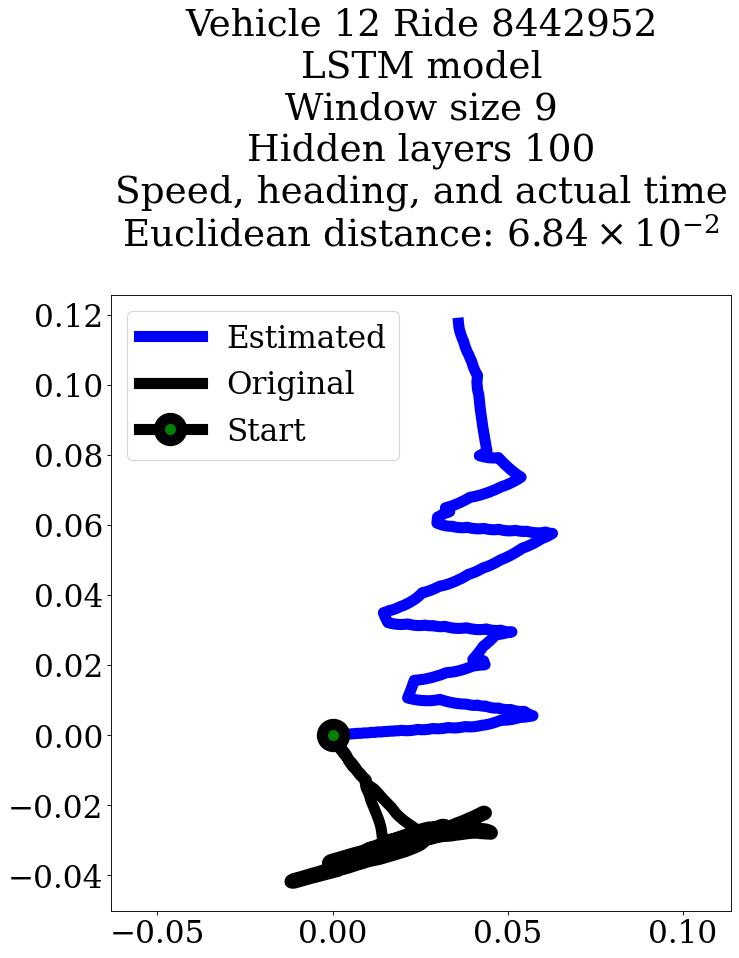 Vehicle 12 Ride 8442952
LSTM model
Window size 9
Hidden layers 100
Speed, heading, and actual time
Euclidean distance: 6.84 × 10⁻²
Estimated
Original
Start
0.12
0.10
0.08
0.06
0.04
0.02
0.00
−0.02
−0.04
−0.05
0.00
0.05
0.10